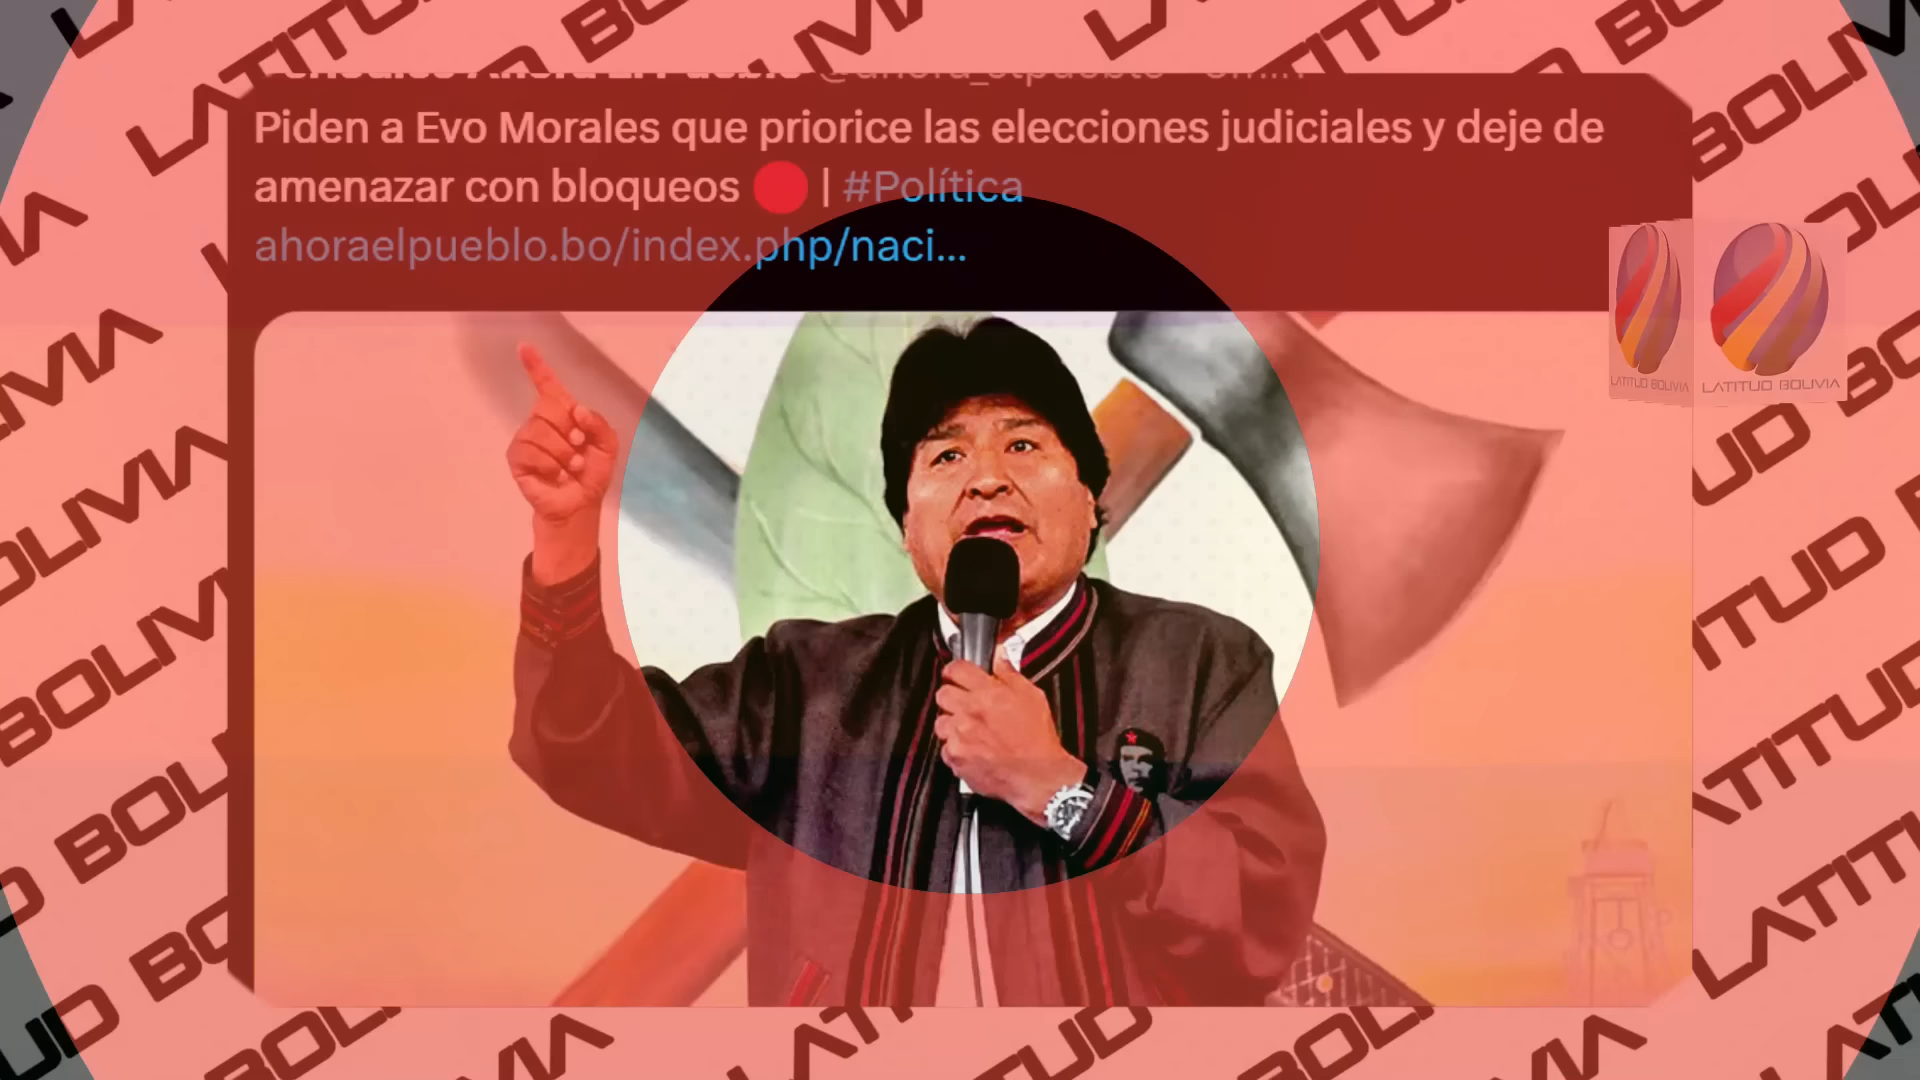 Piden a Evo Morales que priorice las elecciones judiciales y deje de
amenazar con bloqueos 🔴 | #Política
ahoraelpueblo.bo/index.php/naci...
LATITUD BOLIVIA
LATITUD BOLIVIA